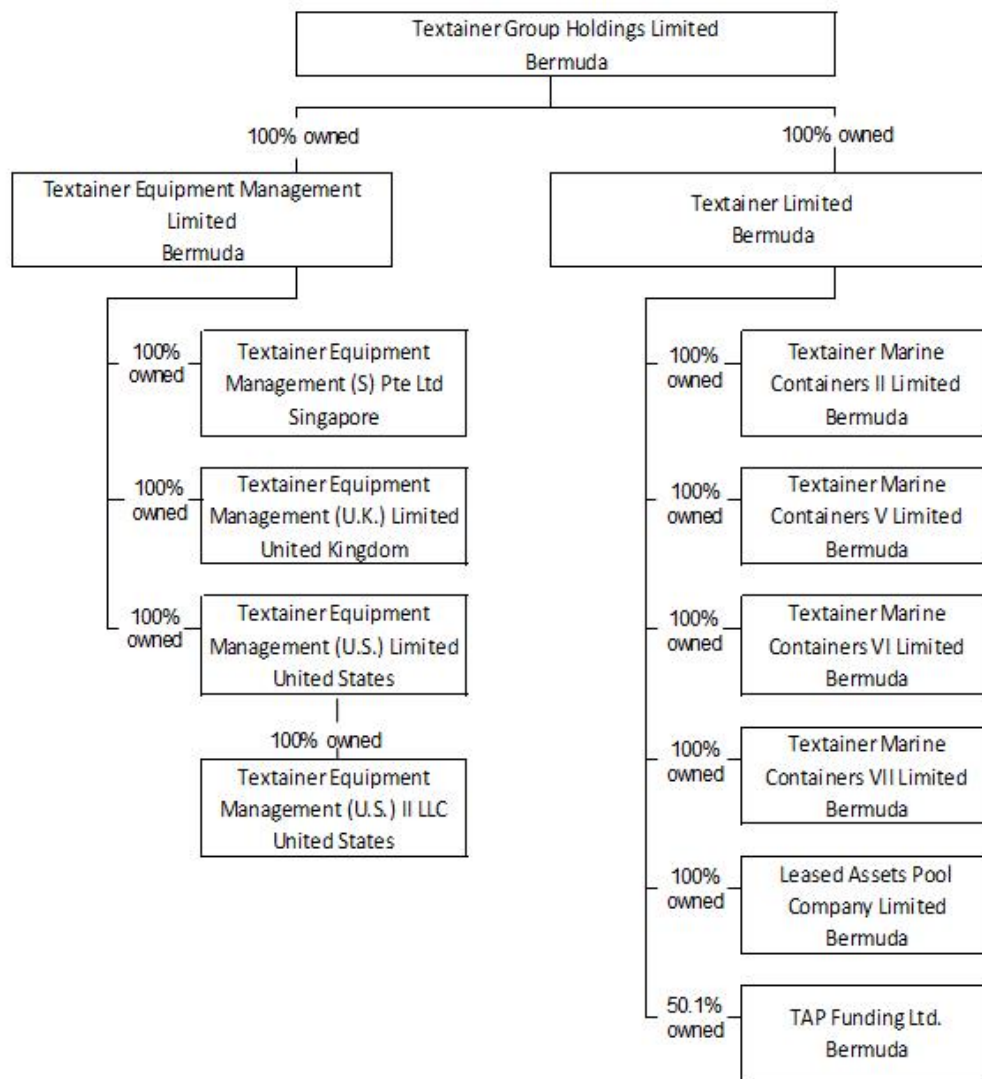 Textainer Group Holdings Limited
Bermuda
100% owned
100% owned
Textainer Equipment Management
Limited
Bermuda
Textainer Limited
Bermuda
100%
owned
Textainer Equipment
Management (S) Pte Ltd
Singapore
100%
owned
Textainer Equipment
Management (U.K.) Limited
United Kingdom
100%
owned
Textainer Equipment
Management (U.S.) Limited
United States
100% owned
Textainer Equipment
Management (U.S.) II LLC
United States
100%
owned
Textainer Marine
Containers II Limited
Bermuda
100%
owned
Textainer Marine
Containers V Limited
Bermuda
100%
owned
Textainer Marine
Containers VI Limited
Bermuda
100%
owned
Textainer Marine
Containers VII Limited
Bermuda
100%
owned
Leased Assets Pool
Company Limited
Bermuda
50.1%
owned
TAP Funding Ltd.
Bermuda